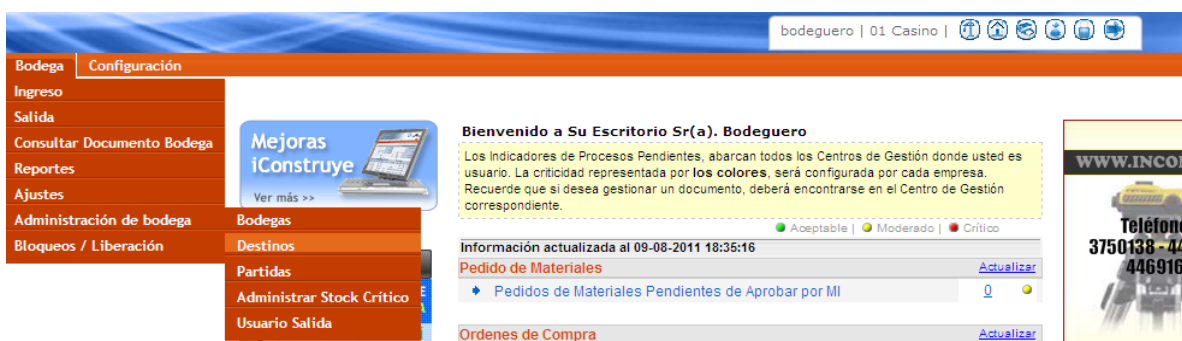 bodeguero | 01 Casino |
Bodega Configuración
Ingreso
Salida
Consultar Documento Bodega
Reportes
Ajustes
Administración de bodega
Bloqueos / Liberación
Bodegas
Destinos
Partidas
Administrar Stock Crítico
Usuario Salida
Mejoras
iConstruye
Ver más >>
Bienvenido a Su Escritorio Sr(a). Bodeguero
Los Indicadores de Procesos Pendientes, abarcan todos los Centros de Gestión donde usted es
usuario. La criticidad representada por los colores, será configurada por cada empresa.
Recuerde que si desea gestionar un documento, deberá encontrarse en el Centro de Gestión
correspondiente.
Aceptable | Moderado | Crítico
Información actualizada al 09-08-2011 18:35:16
Pedido de Materiales Actualizar
Pedidos de Materiales Pendientes de Aprobar por MI 0
Ordenes de Compra Actualizar
WWW.INCO
Teléfono
3750138 - 44
446916